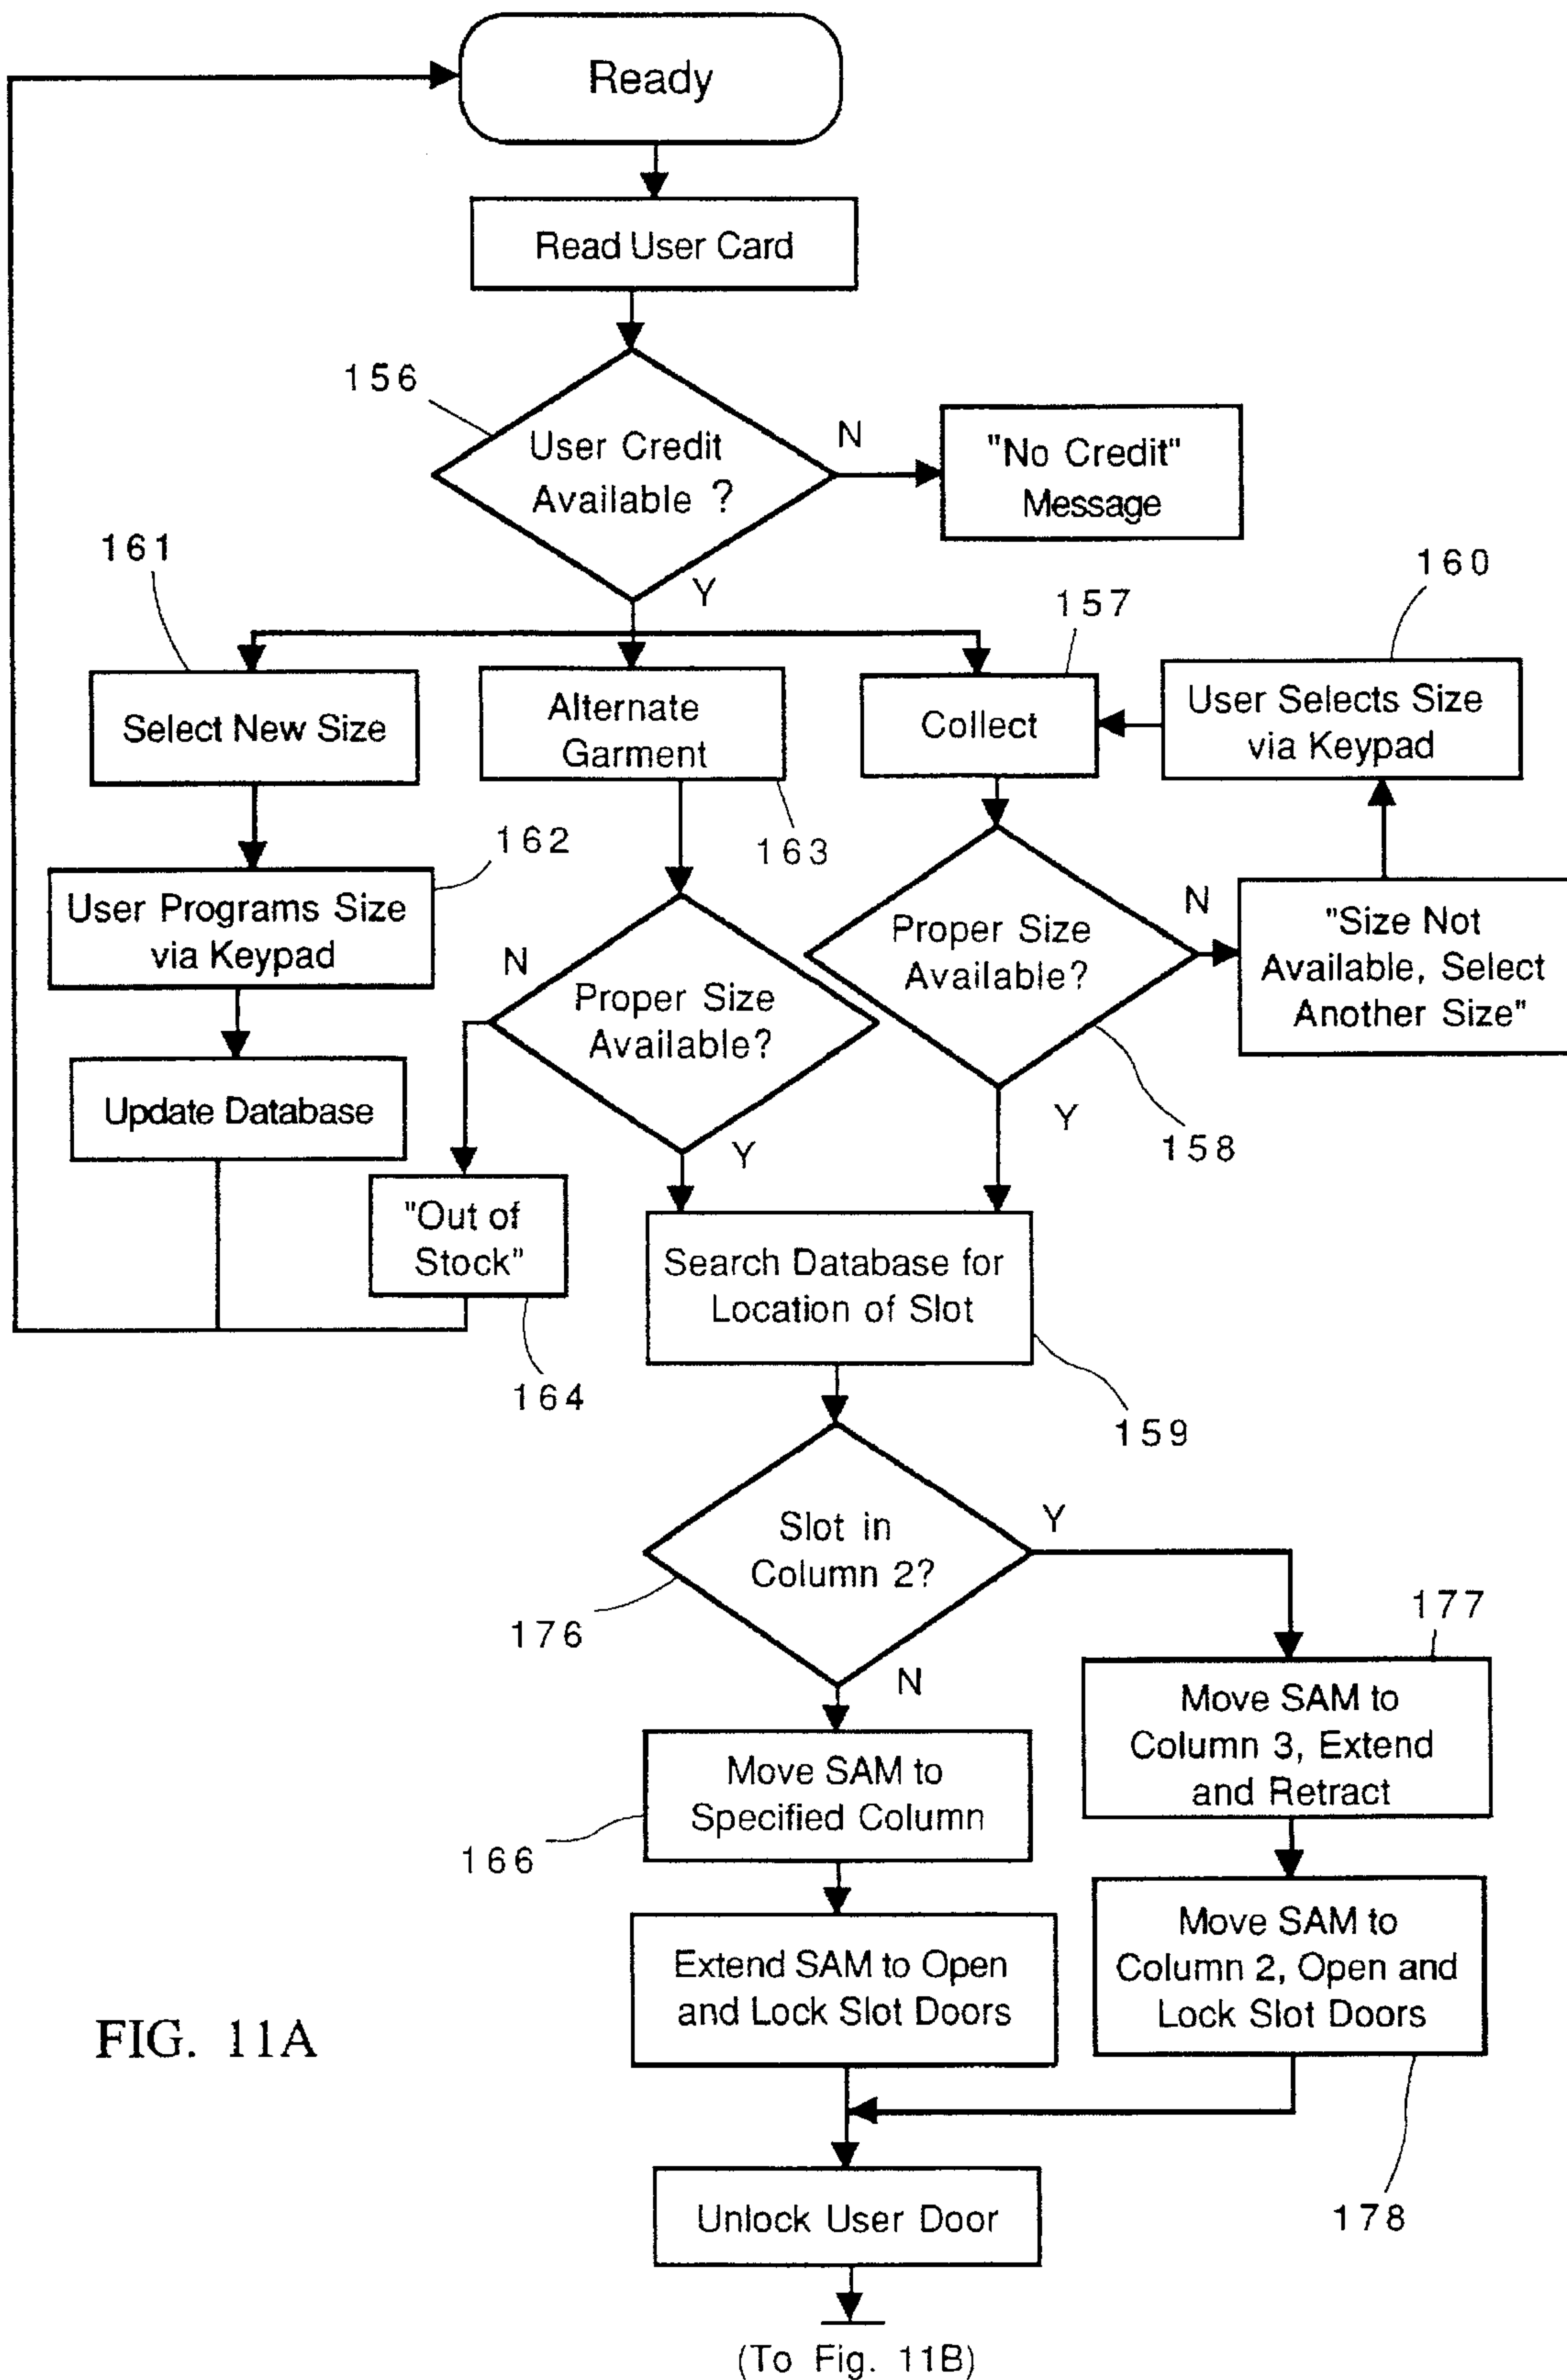 Ready
Read User Card
156
User Credit
Available ?
N
"No Credit"
Message
Y
161
157
160
Select New Size
Alternate
Garment
163
Collect
User Selects Size
via Keypad
162
User Programs Size
via Keypad
Update Database
N
Proper Size
Available?
Y
Proper Size
Available?
N
Y
158
"Size Not
Available, Select
Another Size"
"Out of
Stock"
164
Search Database for
Location of Slot
159
Slot in
Column 2?
Y
176
N
177
Move SAM to
Specified Column
166
Move SAM to
Column 3, Extend
and Retract
Extend SAM to Open
and Lock Slot Doors
Move SAM to
Column 2, Open and
Lock Slot Doors
178
FIG. 11A
Unlock User Door
(To Fig. 11B)